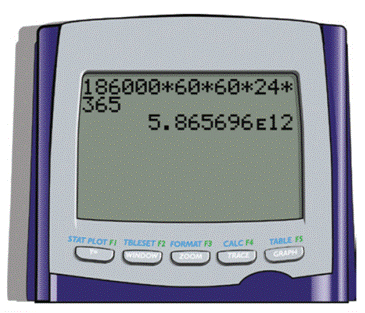 186000*60*60*24*
365
5.865696E12
STAT PLOT F1 TBLESET F2 FORMAT F3 CALC F4 TABLE F5
Y= WINDOW ZOOM TRACE GRAPH